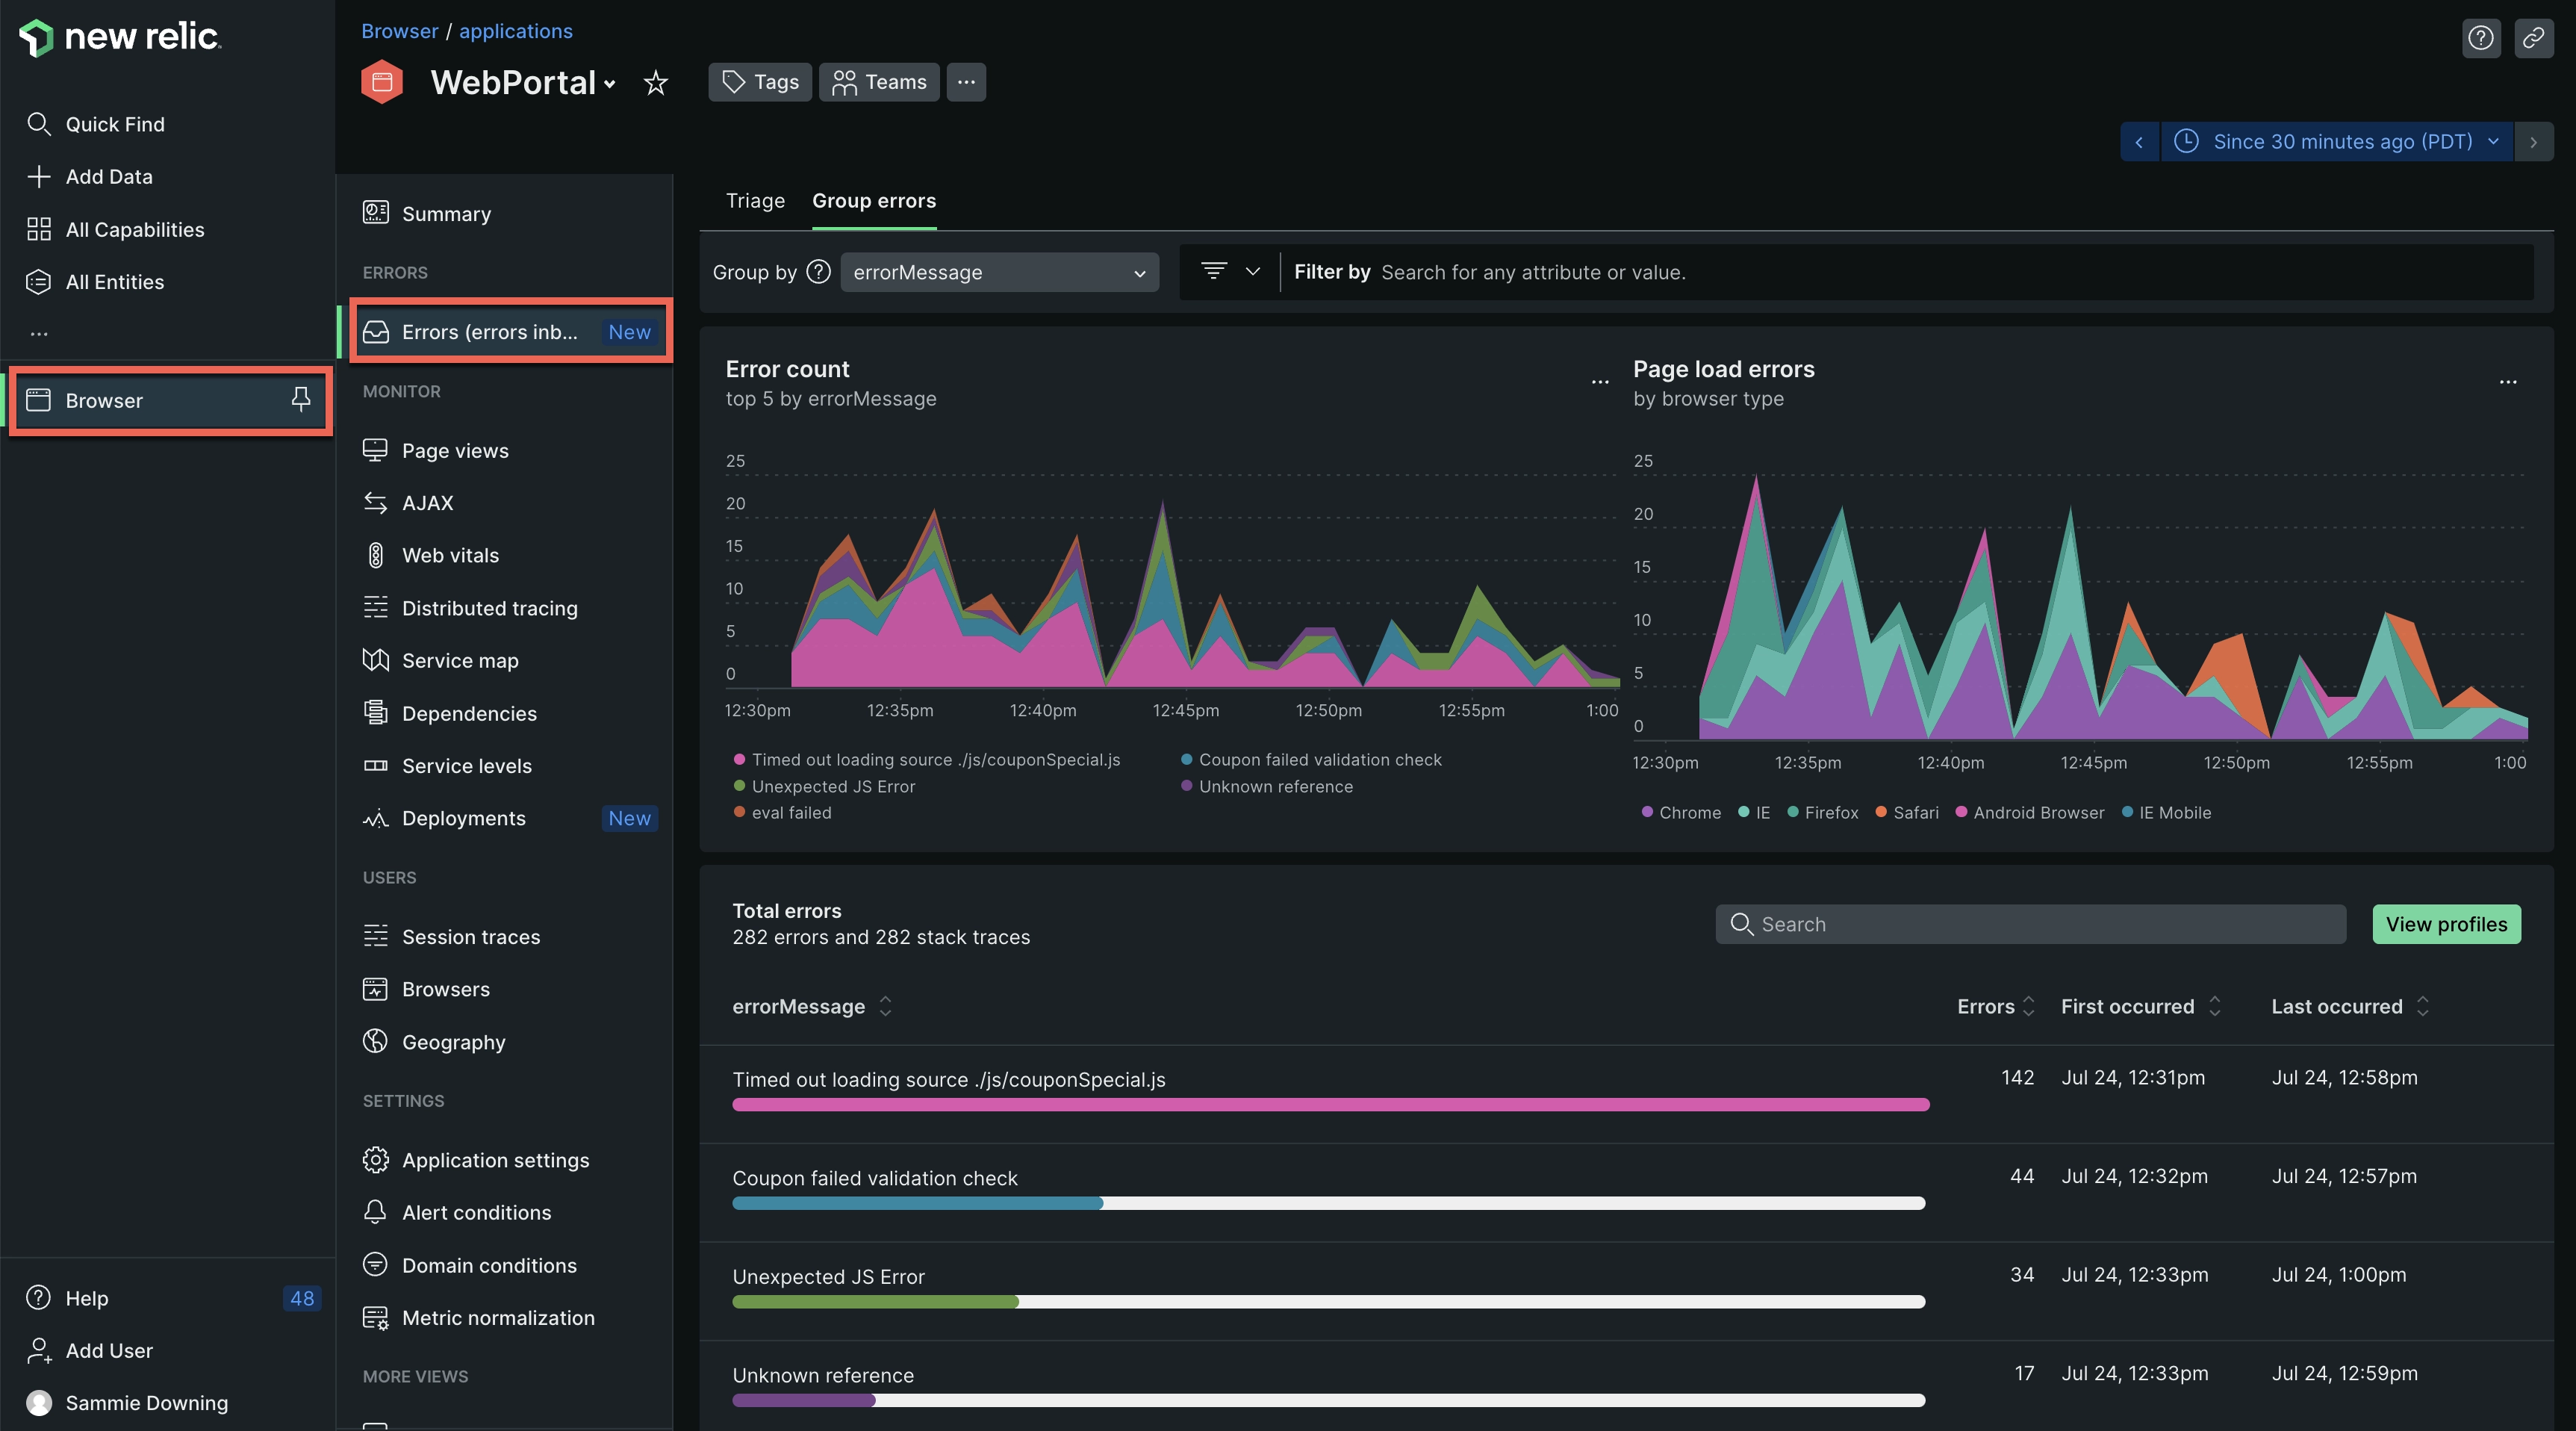 new relic.
Quick Find
Add Data
All Capabilities
All Entities
...
Browser
Help 48
Add User
Sammie Downing
Browser / applications
WebPortal
Tags
Teams
...
Since 30 minutes ago (PDT)
Summary
ERRORS
Errors (errors inb... New
MONITOR
Page views
AJAX
Web vitals
Distributed tracing
Service map
Dependencies
Service levels
Deployments New
USERS
Session traces
Browsers
Geography
SETTINGS
Application settings
Alert conditions
Domain conditions
Metric normalization
MORE VIEWS
Triage Group errors
Group by ? errorMessage
Filter by Search for any attribute or value.
Error count
...
top 5 by errorMessage
25
20
15
10
5
0
12:30pm 12:35pm 12:40pm 12:45pm 12:50pm 12:55pm 1:00
Timed out loading source ./js/couponSpecial.js Coupon failed validation check
Unexpected JS Error Unknown reference
eval failed
Page load errors
...
by browser type
25
20
15
10
5
0
12:30pm 12:35pm 12:40pm 12:45pm 12:50pm 12:55pm 1:00
Chrome IE Firefox Safari Android Browser IE Mobile
Total errors
282 errors and 282 stack traces
Search
View profiles
errorMessage Errors First occurred Last occurred
Timed out loading source ./js/couponSpecial.js 142 Jul 24, 12:31pm Jul 24, 12:58pm
Coupon failed validation check 44 Jul 24, 12:32pm Jul 24, 12:57pm
Unexpected JS Error 34 Jul 24, 12:33pm Jul 24, 1:00pm
Unknown reference 17 Jul 24, 12:33pm Jul 24, 12:59pm